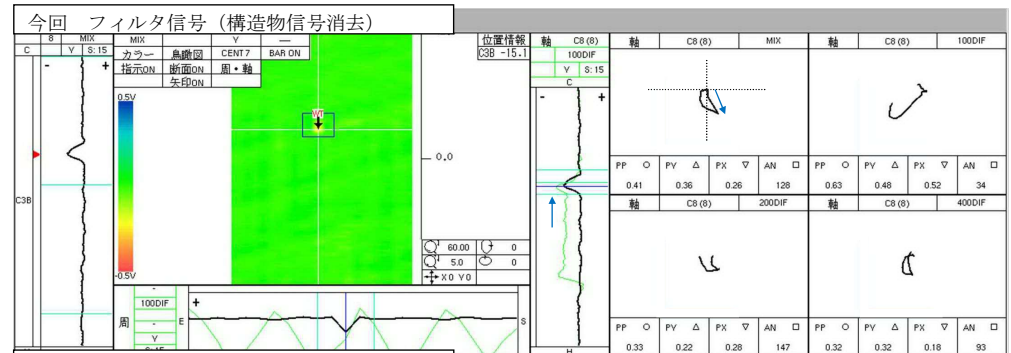 今回 フィルタ信号(構造物信号消去)
8 MIX
C Y S:15
- +
C3B
MIX Y —
カラー 鳥瞰図 CENT7 BAR ON
指示ON 断面ON 周・軸
矢印ON
0.5V
-0.5V
WT
0.0
位置情報
C3B -15.1
60.00 0
5.0 0
X0 Y0
100DIF
周 -
Y
+
E S
軸 C8(8)
100DIF
Y S:15
C
- +
H
軸 C8(8) MIX
PP ○ PY △ PX ▽ AN □
0.41 0.36 0.26 128
軸 C8(8) 100DIF
PP ○ PY △ PX ▽ AN □
0.63 0.48 0.52 34
軸 C8(8) 200DIF
PP ○ PY △ PX ▽ AN □
0.33 0.22 0.28 147
軸 C8(8) 400DIF
PP ○ PY △ PX ▽ AN □
0.32 0.32 0.18 93